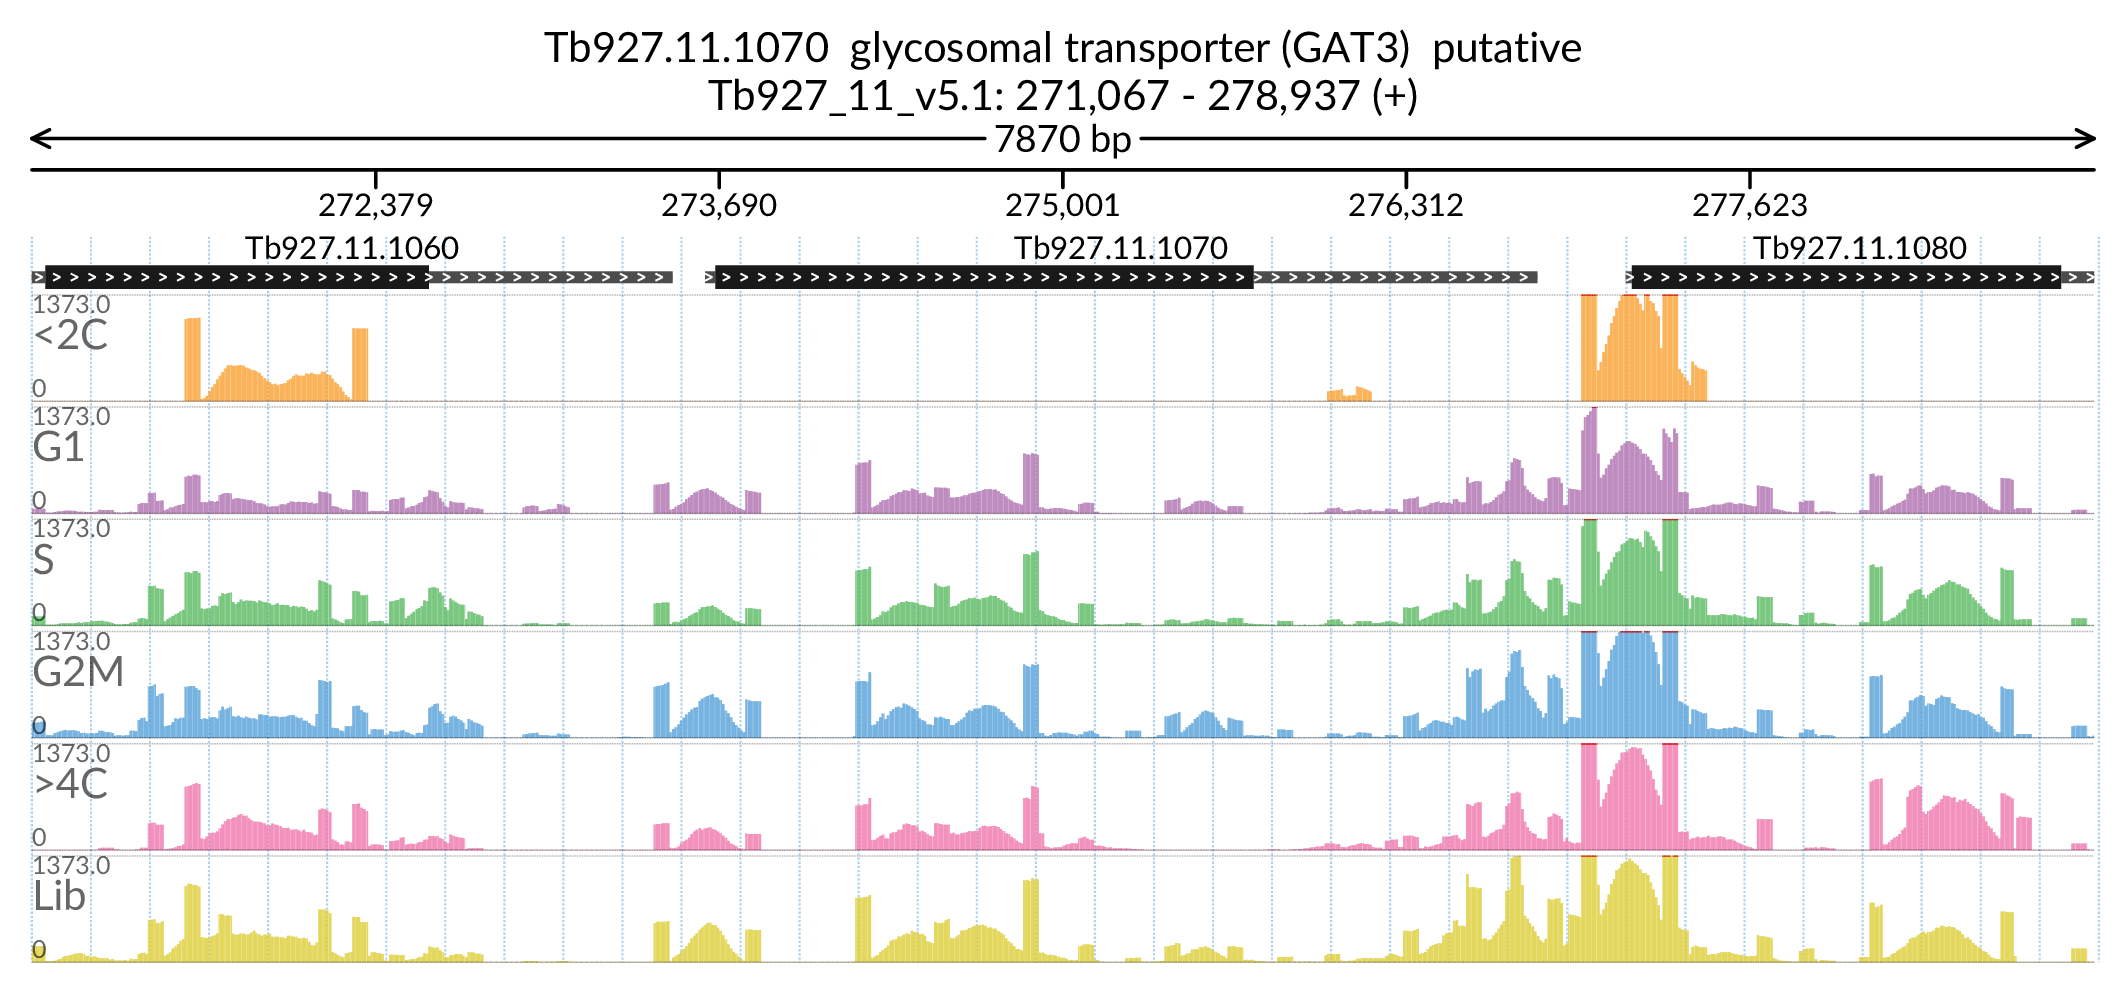 Tb927.11.1070 glycosomal transporter (GAT3) putative
Tb927_11_v5.1: 271,067 - 278,937 (+)
7870 bp
272,379 273,690 275,001 276,312 277,623
Tb927.11.1060 Tb927.11.1070 Tb927.11.1080
1373.0
<2C
0
1373.0
G1
0
1373.0
S
0
1373.0
G2M
0
1373.0
>4C
0
1373.0
Lib
0